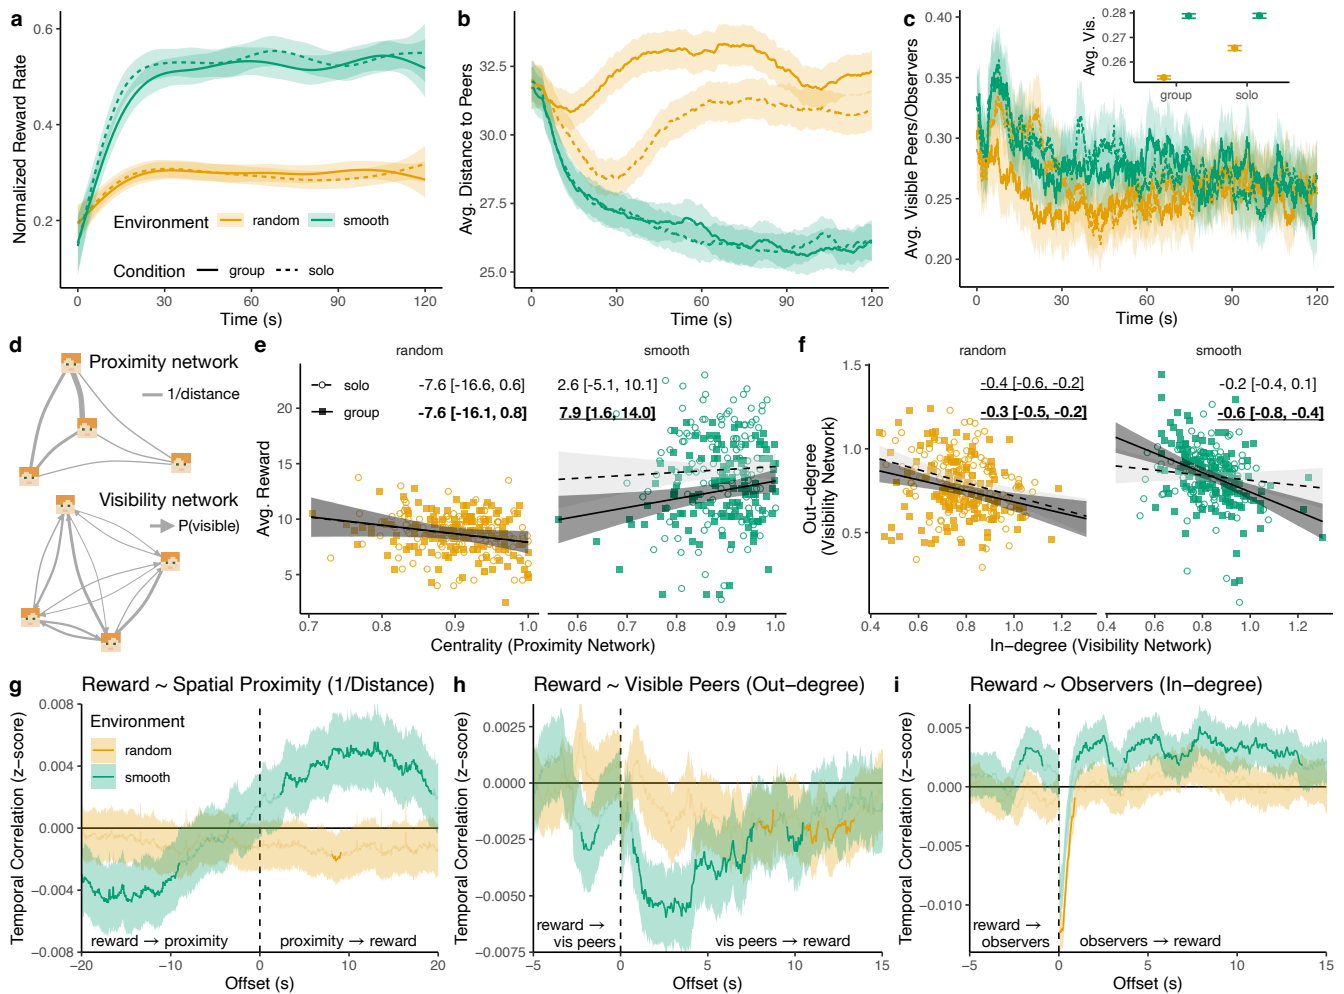 a
0.6
0.4
0.2
Normalized Reward Rate
Environment random smooth
Condition group solo
0 30 60 90 120
Time (s)
b
32.5
30.0
27.5
25.0
Avg. Distance to Peers
0 30 60 90 120
Time (s)
c
0.40
0.35
0.30
0.25
0.20
Avg. Visible Peers/Observers
0.28
0.27
0.26
Avg. Vis.
group solo
0 30 60 90 120
Time (s)
d
Proximity network
1/distance
Visibility network
P(visible)
e
random smooth
solo -7.6 [-16.6, 0.6] 2.6 [-5.1, 10.1]
group -7.6 [-16.1, 0.8] 7.9 [1.6, 14.0]
20
15
10
5
Avg. Reward
0.7 0.8 0.9 1.0 0.6 0.7 0.8 0.9 1.0
Centrality (Proximity Network)
f
random smooth
-0.4 [-0.6, -0.2] -0.2 [-0.4, 0.1]
-0.3 [-0.5, -0.2] -0.6 [-0.8, -0.4]
1.5
1.0
0.5
Out−degree
(Visibility Network)
0.4 0.6 0.8 1.0 1.2 0.6 0.8 1.0 1.2
In−degree (Visibility Network)
g
Reward ~ Spatial Proximity (1/Distance)
0.008
0.004
0.000
−0.004
−0.008
Temporal Correlation (z−score)
Environment
random
smooth
reward → proximity proximity → reward
−20 −10 0 10 20
Offset (s)
h
Reward ~ Visible Peers (Out−degree)
0.0025
0.0000
−0.0025
−0.0050
−0.0075
Temporal Correlation (z−score)
reward →
vis peers vis peers → reward
−5 0 5 10 15
Offset (s)
i
Reward ~ Observers (In−degree)
0.005
0.000
−0.005
−0.010
Temporal Correlation (z−score)
reward →
observers observers → reward
−5 0 5 10 15
Offset (s)